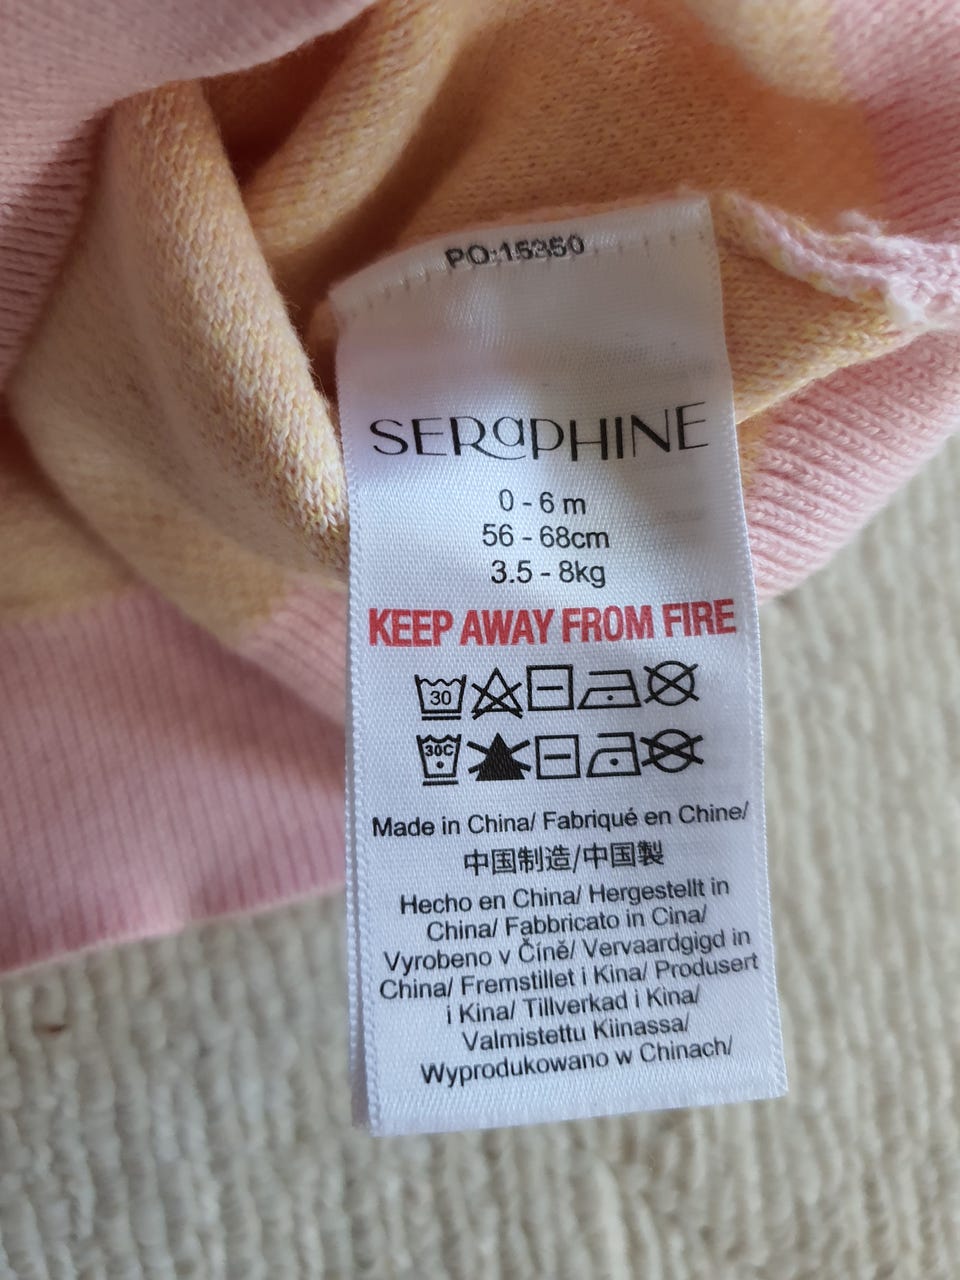 PO:15350
SERaPHINE
0 - 6 m
56 - 68cm
3.5 - 8kg
KEEP AWAY FROM FIRE
30
30C
Made in China/ Fabriqué en Chine/
中国制造/中国製
Hecho en China/ Hergestellt in
China/ Fabbricato in Cina/
Vyrobeno v Číně/ Vervaardgigd in
China/ Fremstillet i Kina/ Produsert
i Kina/ Tillverkad i Kina/
Valmistettu Kiinassa/
Wyprodukowano w Chinach/